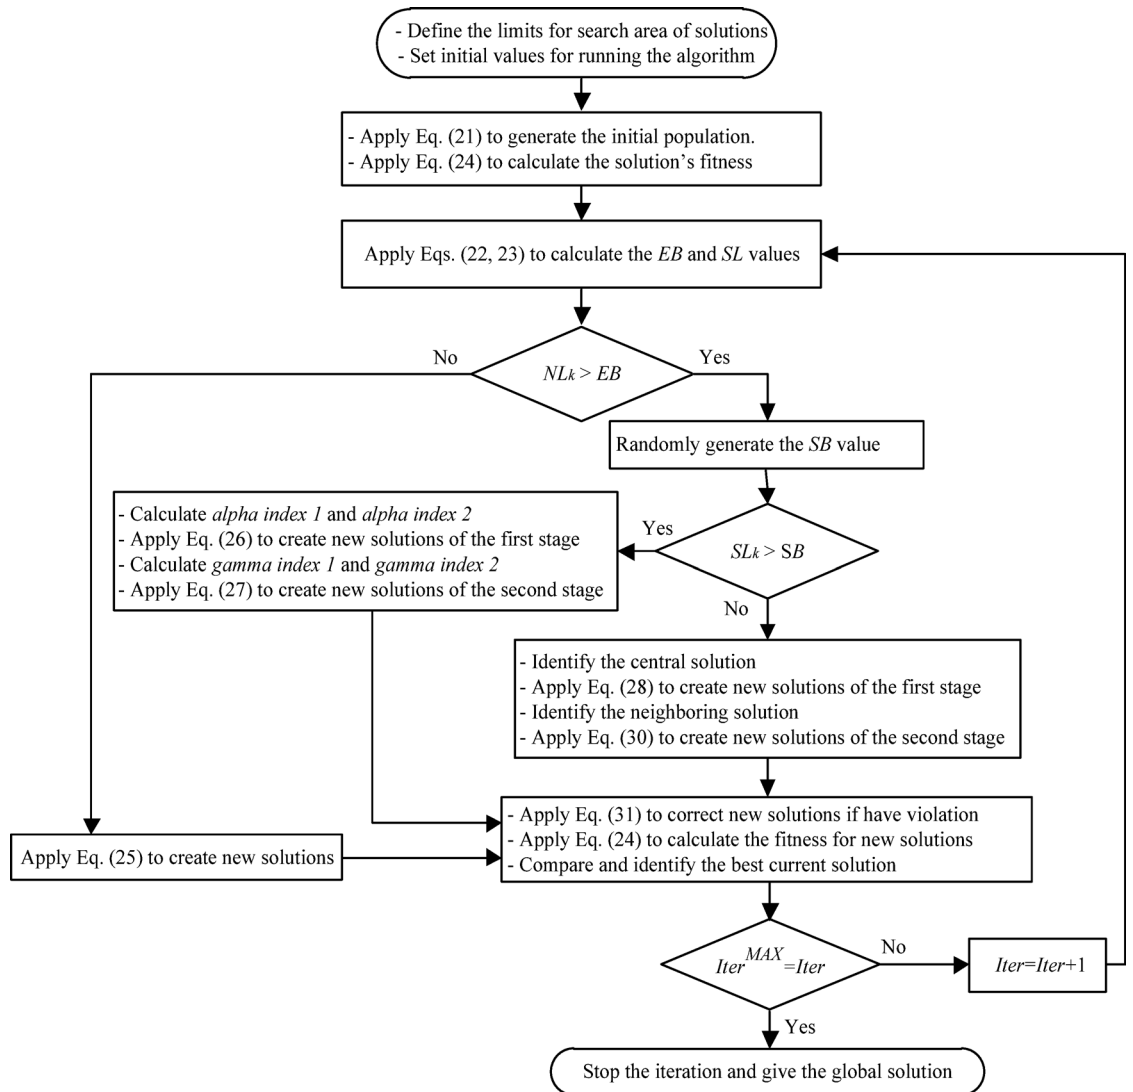 - Define the limits for search area of solutions
- Set initial values for running the algorithm
- Apply Eq. (21) to generate the initial population.
- Apply Eq. (24) to calculate the solution's fitness
Apply Eqs. (22, 23) to calculate the EB and SL values
No
Yes
NLk > EB
Randomly generate the SB value
- Calculate alpha index 1 and alpha index 2
- Apply Eq. (26) to create new solutions of the first stage
- Calculate gamma index 1 and gamma index 2
- Apply Eq. (27) to create new solutions of the second stage
Yes
SLk > SB
No
- Identify the central solution
- Apply Eq. (28) to create new solutions of the first stage
- Identify the neighboring solution
- Apply Eq. (30) to create new solutions of the second stage
- Apply Eq. (31) to correct new solutions if have violation
- Apply Eq. (24) to calculate the fitness for new solutions
- Compare and identify the best current solution
Apply Eq. (25) to create new solutions
Iter^MAX=Iter
No
Iter=Iter+1
Yes
Stop the iteration and give the global solution